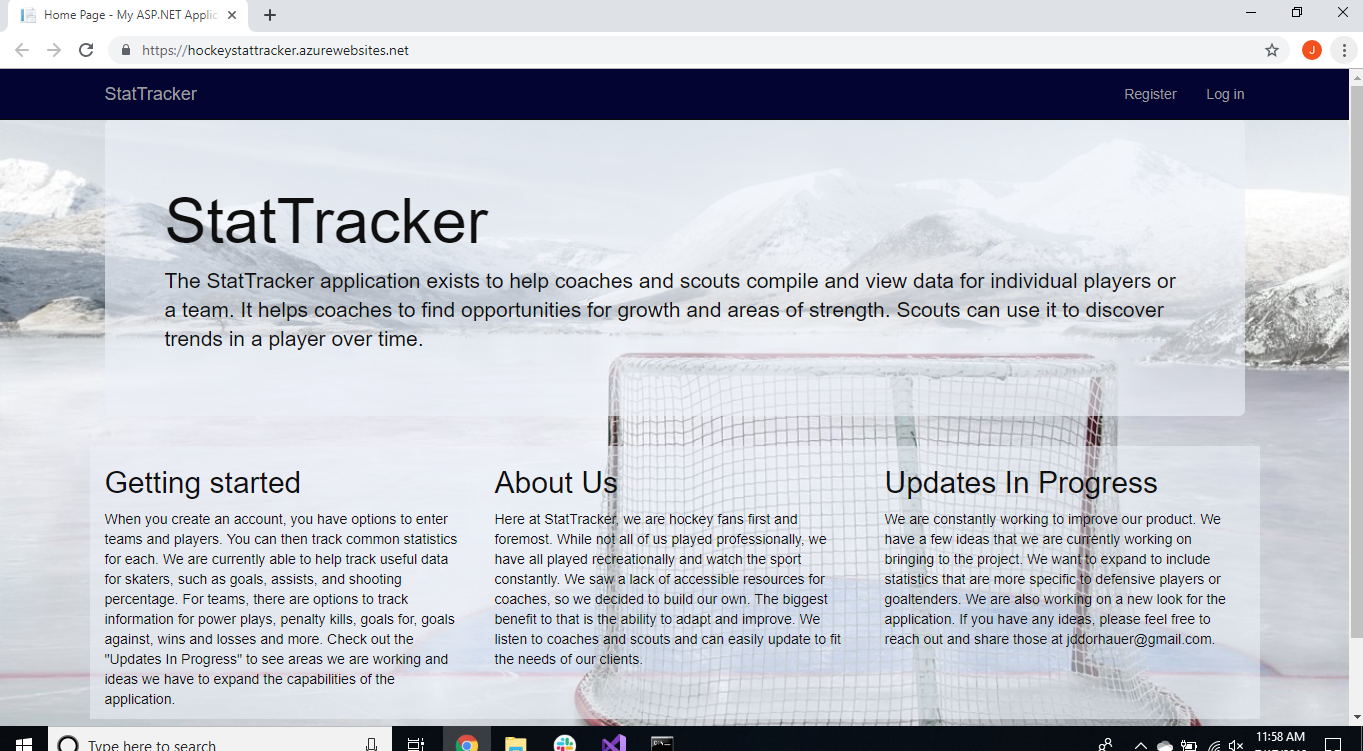 Home Page - My ASP.NET Applic
https://hockeystattracker.azurewebsites.net
J
StatTracker
Register
Log in
StatTracker
The StatTracker application exists to help coaches and scouts compile and view data for individual players or
a team. It helps coaches to find opportunities for growth and areas of strength. Scouts can use it to discover
trends in a player over time.
Getting started
When you create an account, you have options to enter
teams and players. You can then track common statistics
for each. We are currently able to help track useful data
for skaters, such as goals, assists, and shooting
percentage. For teams, there are options to track
information for power plays, penalty kills, goals for, goals
against, wins and losses and more. Check out the
"Updates In Progress" to see areas we are working and
ideas we have to expand the capabilities of the
application.
About Us
Here at StatTracker, we are hockey fans first and
foremost. While not all of us played professionally, we
have all played recreationally and watch the sport
constantly. We saw a lack of accessible resources for
coaches, so we decided to build our own. The biggest
benefit to that is the ability to adapt and improve. We
listen to coaches and scouts and can easily update to fit
the needs of our clients.
Updates In Progress
We are constantly working to improve our product. We
have a few ideas that we are currently working on
bringing to the project. We want to expand to include
statistics that are more specific to defensive players or
goaltenders. We are also working on a new look for the
application. If you have any ideas, please feel free to
reach out and share those at jddorhauer@gmail.com.
Type here to search
11:58 AM